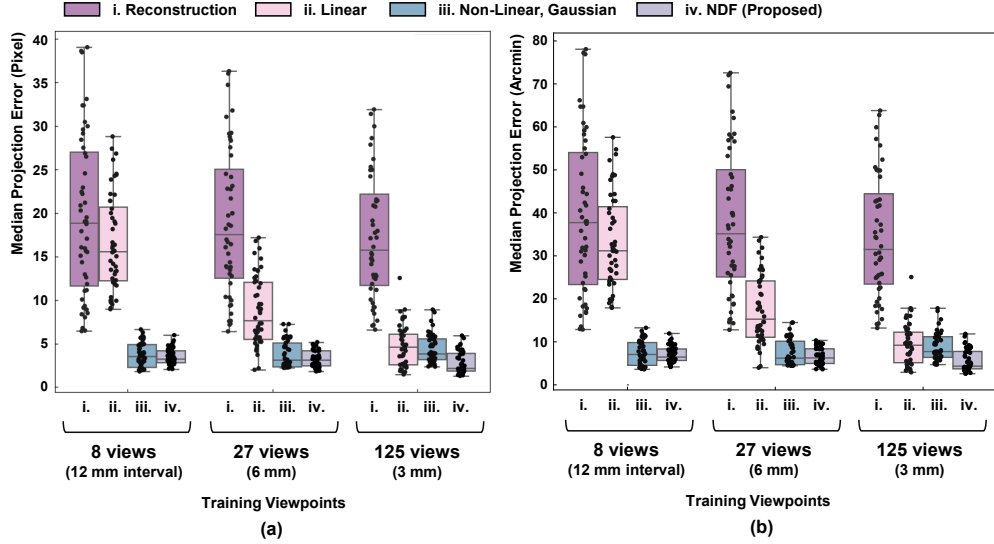 i. Reconstruction ii. Linear iii. Non-Linear, Gaussian iv. NDF (Proposed)
Median Projection Error (Pixel)
40
35
30
25
20
15
10
5
0
i. ii. iii. iv. i. ii. iii. iv. i. ii. iii. iv.
8 views 27 views 125 views
(12 mm interval) (6 mm) (3 mm)
Training Viewpoints
(a)
Median Projection Error (Arcmin)
80
70
60
50
40
30
20
10
0
i. ii. iii. iv. i. ii. iii. iv. i. ii. iii. iv.
8 views 27 views 125 views
(12 mm interval) (6 mm) (3 mm)
Training Viewpoints
(b)